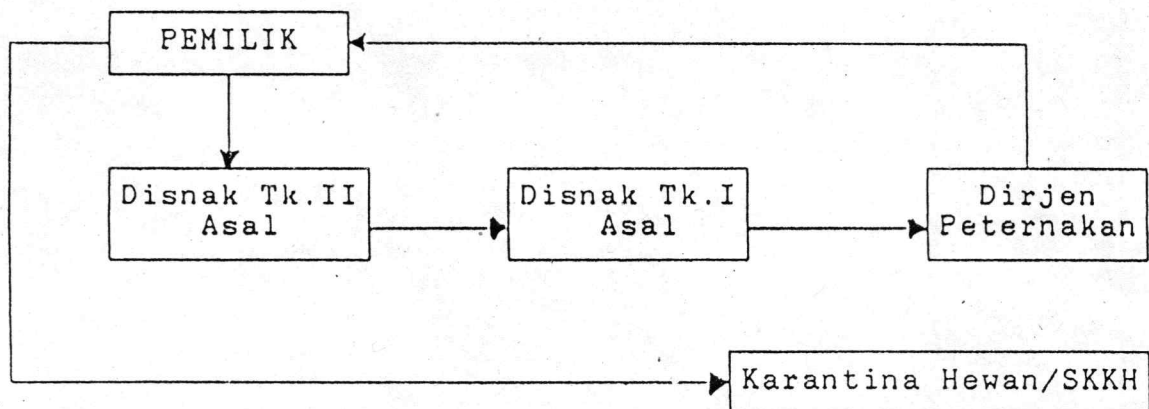 PEMILIK
Disnak Tk.II
Asal
Disnak Tk.I
Asal
Dirjen
Peternakan
Karantina Hewan/SKKH